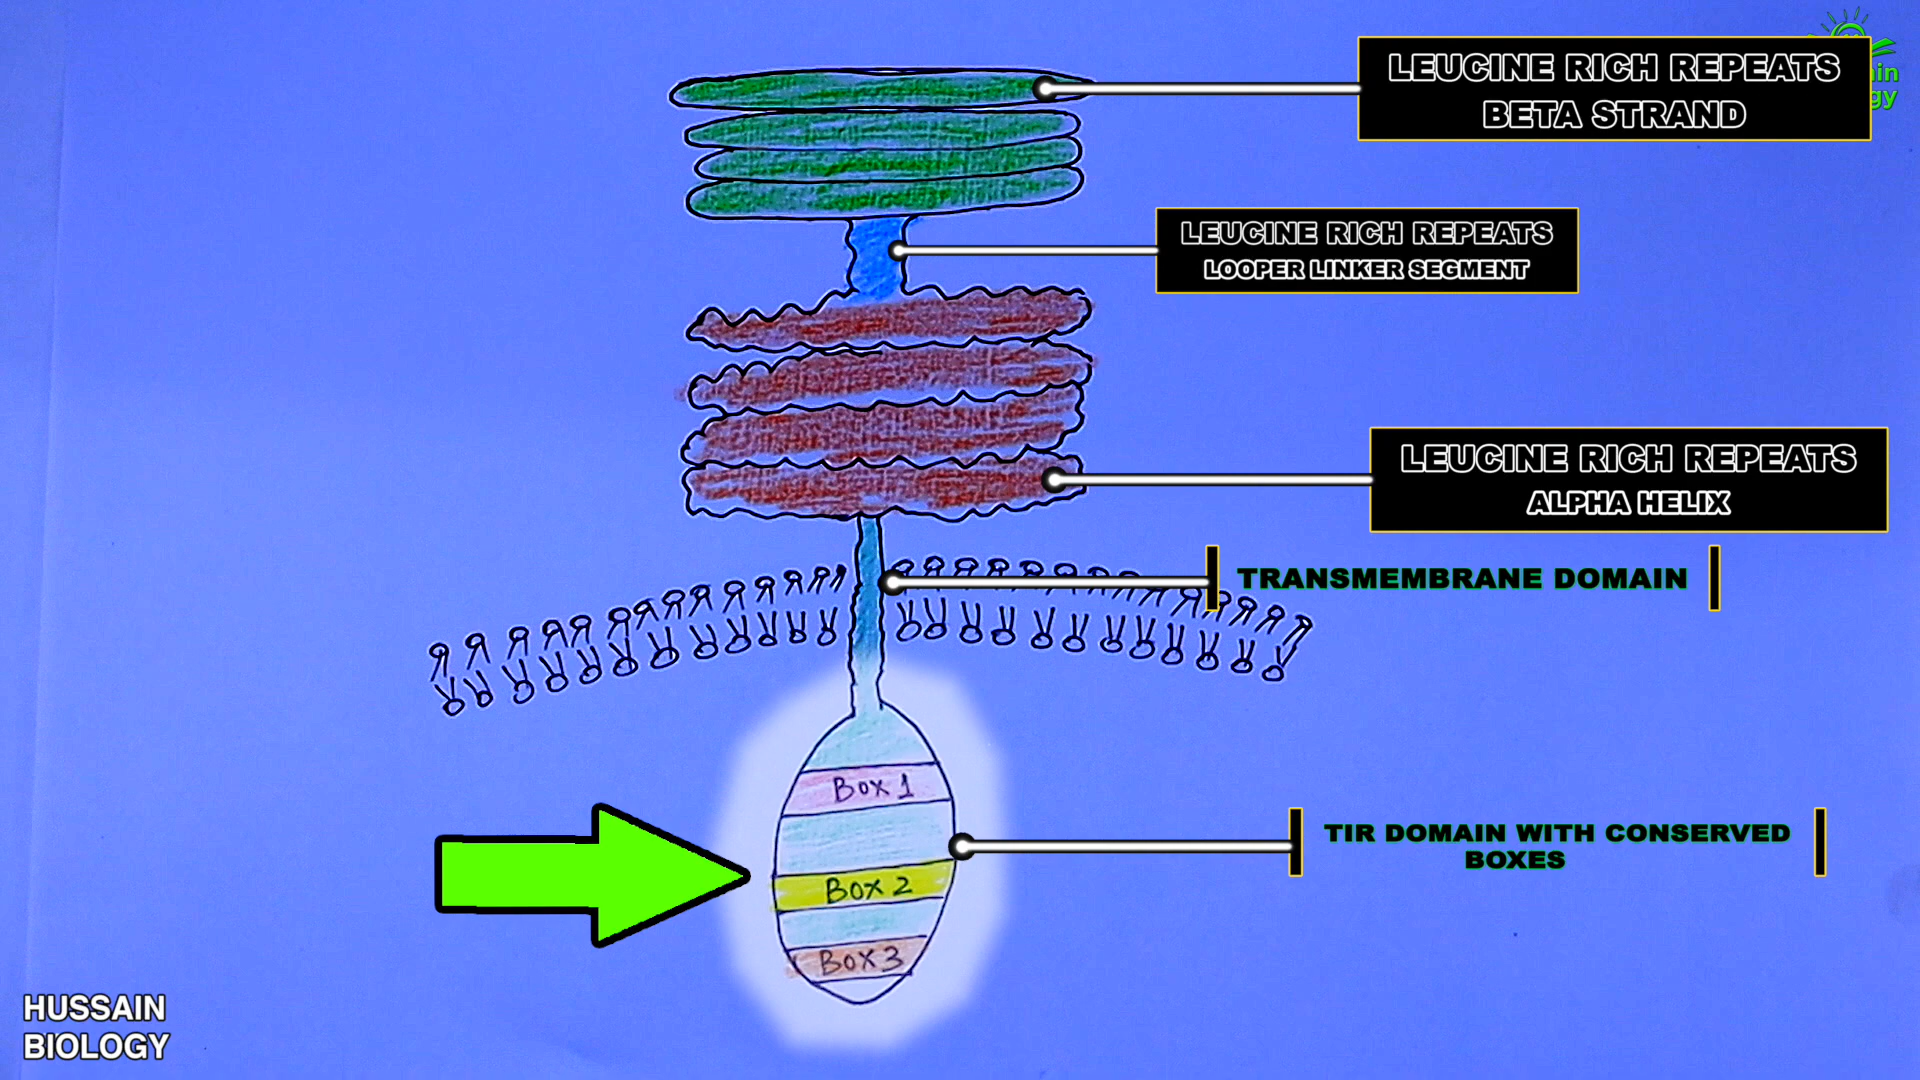 LEUCINE RICH REPEATS
BETA STRAND
LEUCINE RICH REPEATS
LOOPER LINKER SEGMENT
LEUCINE RICH REPEATS
ALPHA HELIX
TRANSMEMBRANE DOMAIN
Box 1
TIR DOMAIN WITH CONSERVED
BOXES
Box 2
Box 3
HUSSAIN
BIOLOGY